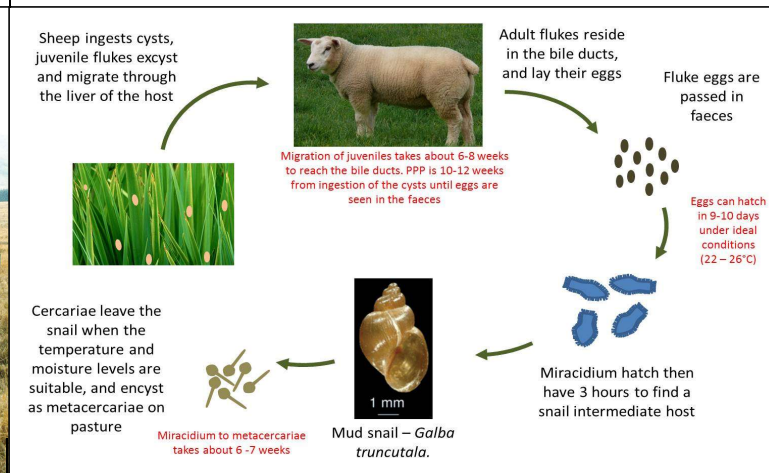 Sheep ingests cysts,
juvenile flukes excyst
and migrate through
the liver of the host
Adult flukes reside
in the bile ducts,
and lay their eggs
Fluke eggs are
passed in
faeces
Migration of juveniles takes about 6-8 weeks
to reach the bile ducts. PPP is 10-12 weeks
from ingestion of the cysts until eggs are
seen in the faeces
Eggs can hatch
in 9-10 days
under ideal
conditions
(22 – 26°C)
Miracidium hatch then
have 3 hours to find a
snail intermediate host
1 mm
Mud snail – Galba
truncutala.
Miracidium to metacercariae
takes about 6 -7 weeks
Cercariae leave the
snail when the
temperature and
moisture levels are
suitable, and encyst
as metacercariae on
pasture